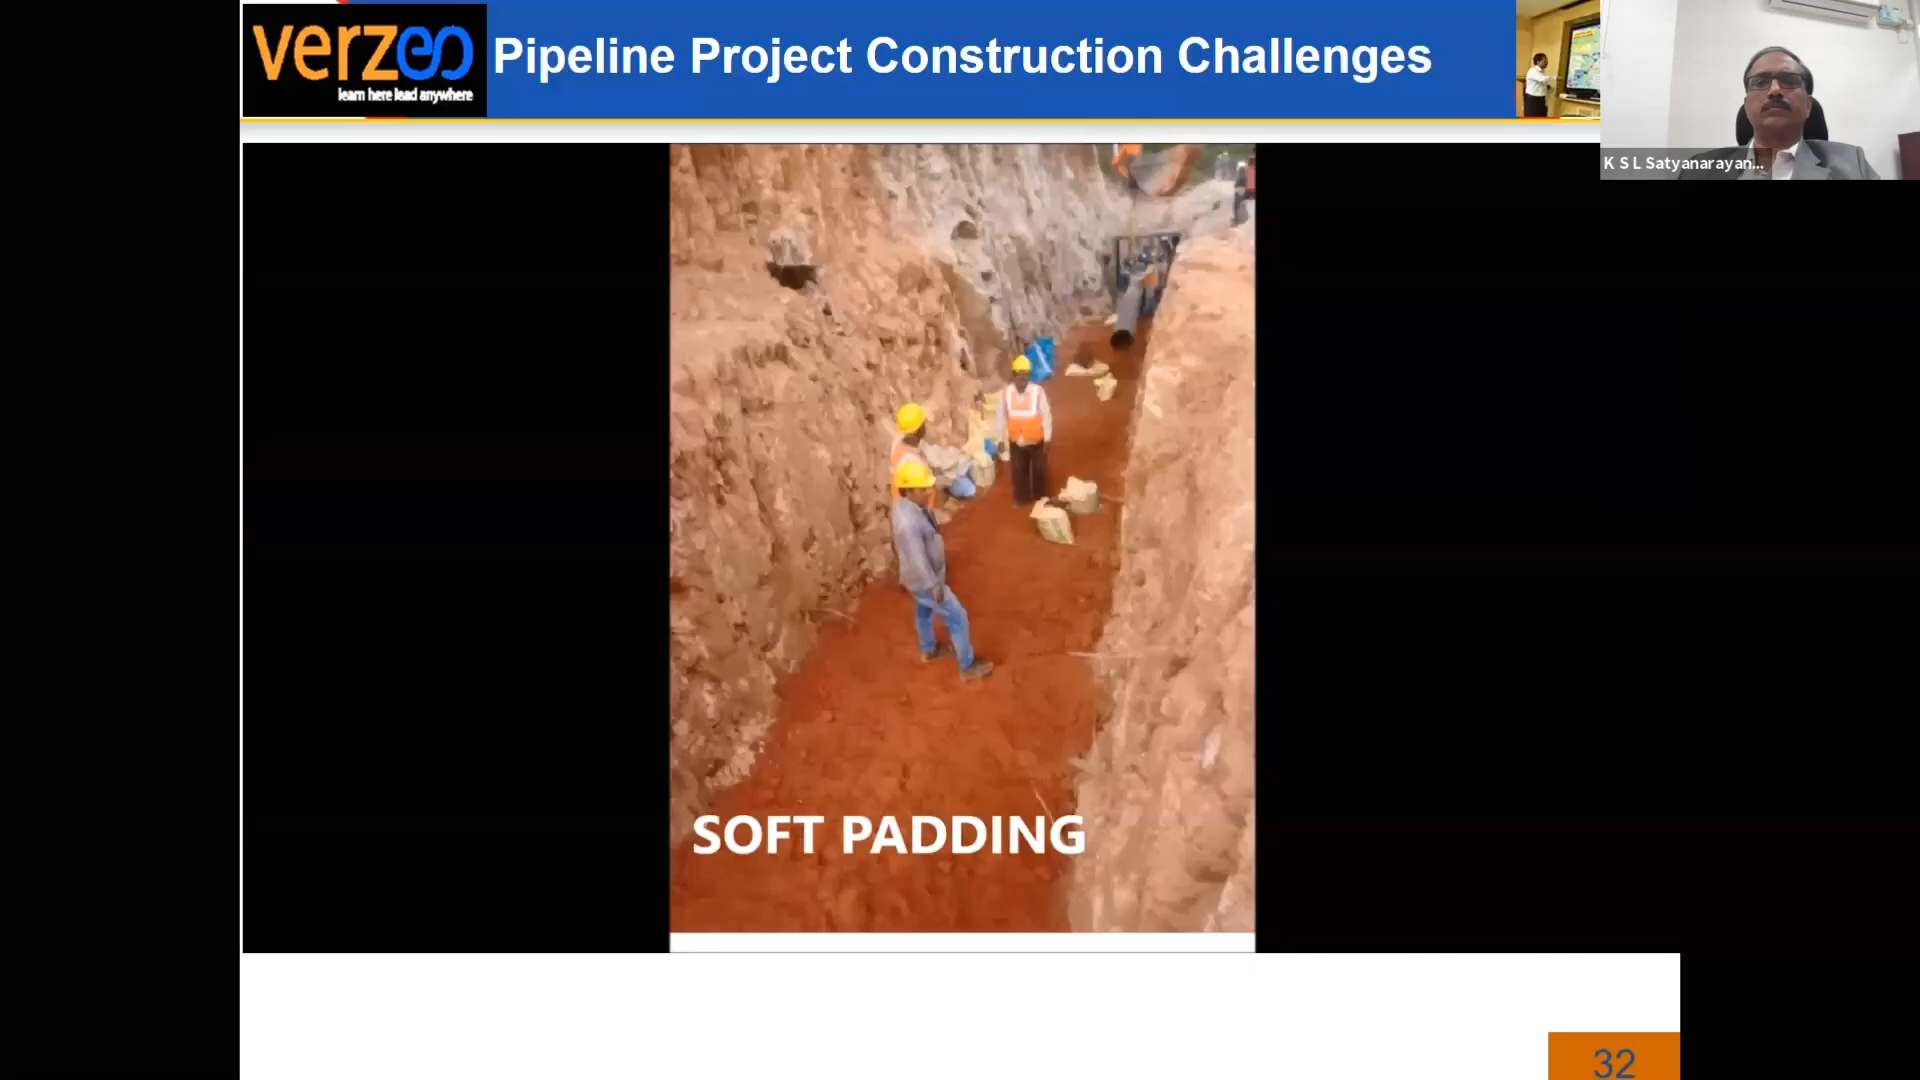 verzeo
learn here lead anywhere
Pipeline Project Construction Challenges
K S L Satyanarayan...
SOFT PADDING
32